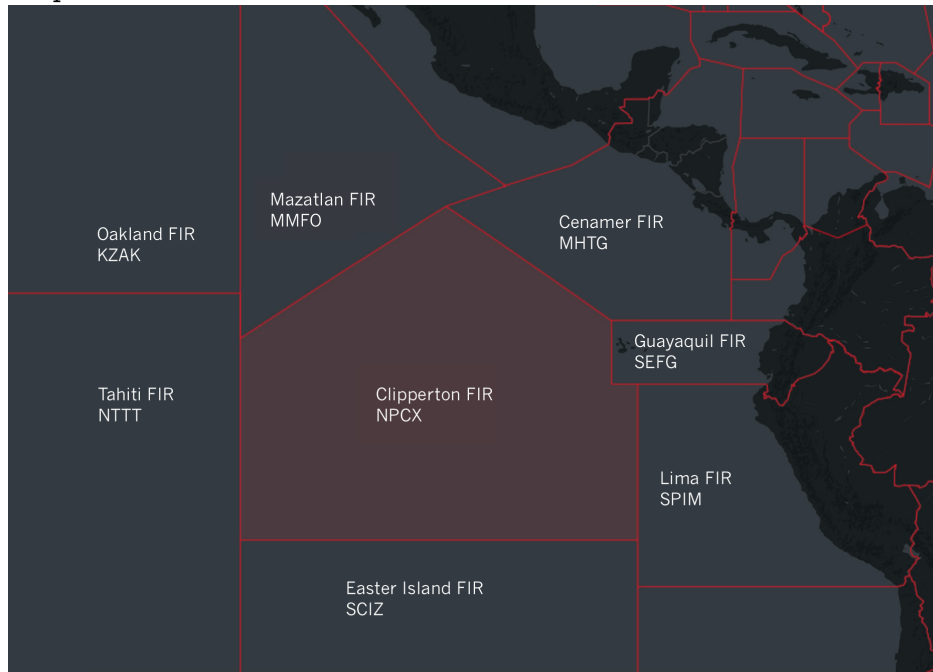 Mazatlan FIR
MMFO
Cenamer FIR
MHTG
Oakland FIR
KZAK
Guayaquil FIR
SEFG
Tahiti FIR
NTTT
Clipperton FIR
NPCX
Lima FIR
SPIM
Easter Island FIR
SCIZ